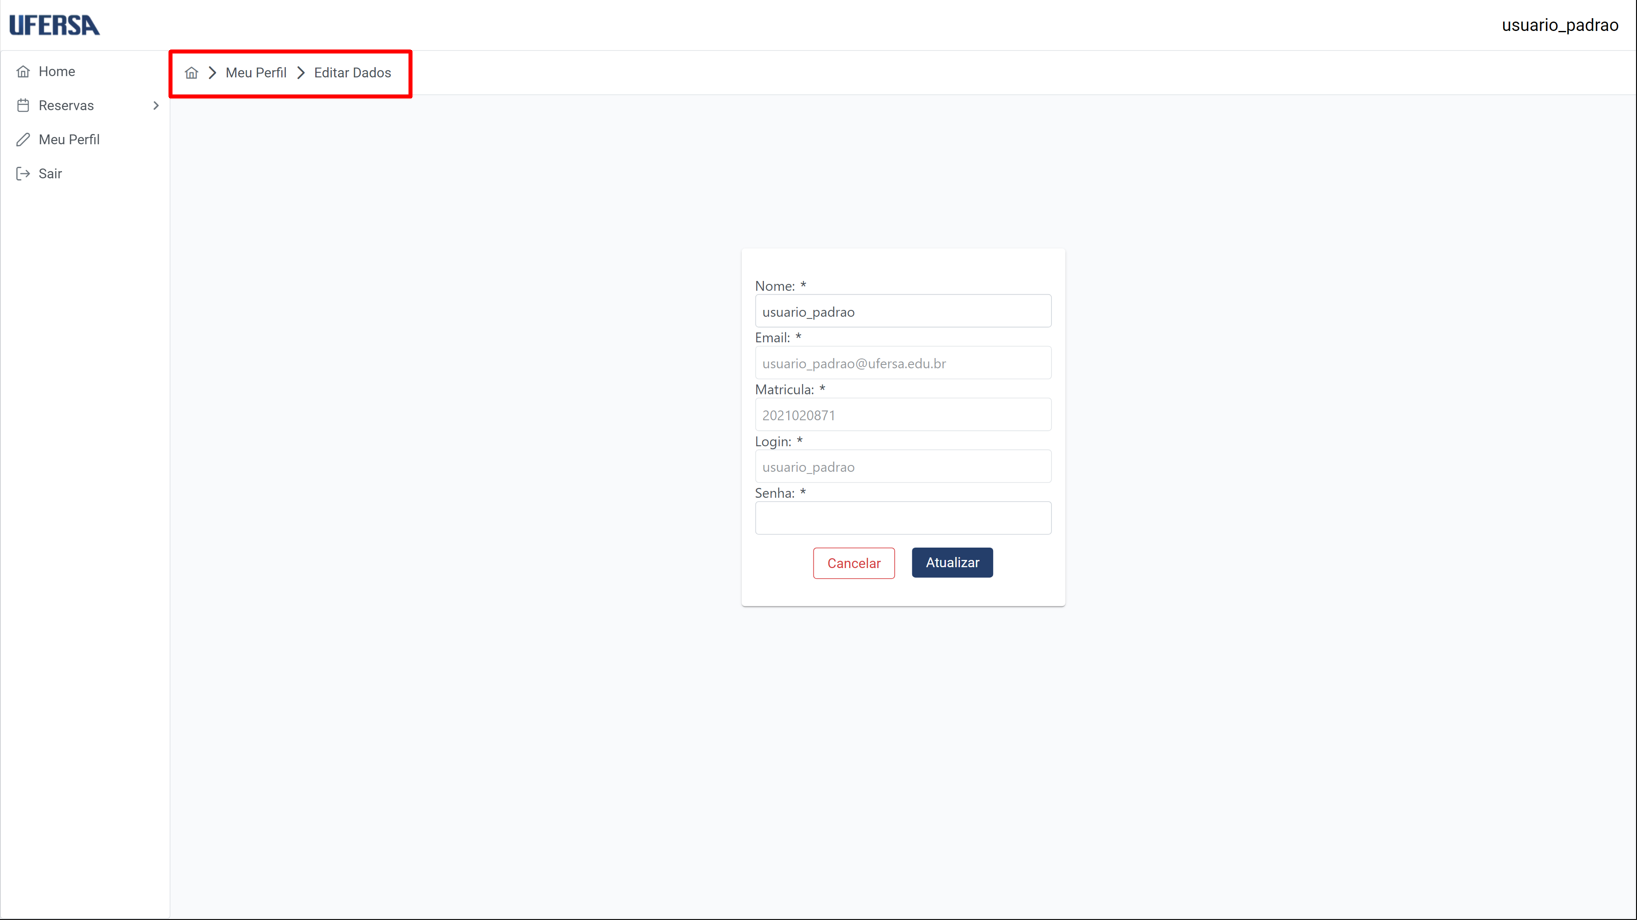 UFERSA
usuario_padrao
Home
Reservas
Meu Perfil
Sair
Meu Perfil Editar Dados
Nome: *
usuario_padrao
Email: *
usuario_padrao@ufersa.edu.br
Matricula: *
2021020871
Login: *
usuario_padrao
Senha: *
Cancelar Atualizar